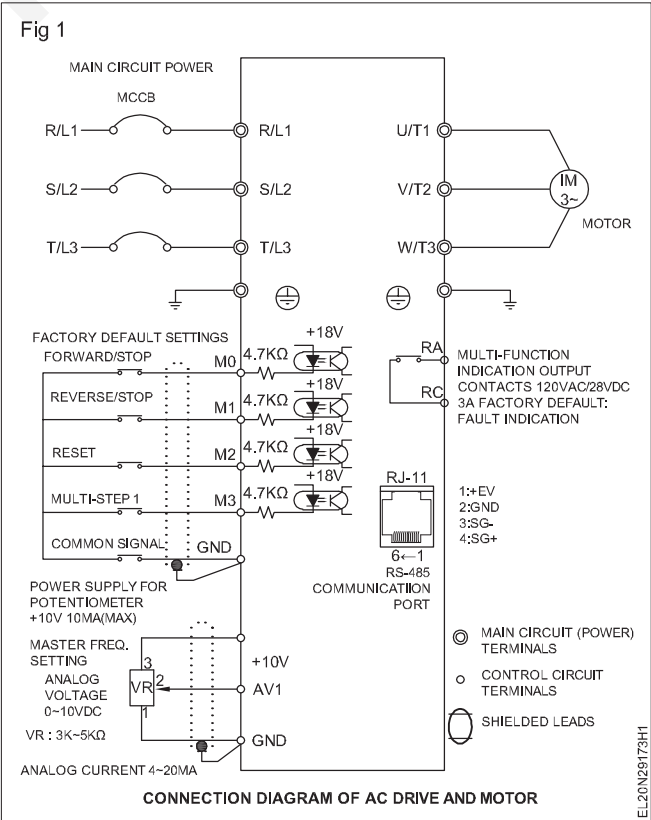 Fig 1
MAIN CIRCUIT POWER
MCCB
R/L1
R/L1
U/T1
S/L2
S/L2
V/T2
IM
3~
MOTOR
T/L3
T/L3
W/T3
FACTORY DEFAULT SETTINGS
FORWARD/STOP
M0
4.7KΩ
+18V
REVERSE/STOP
M1
4.7KΩ
+18V
RESET
M2
4.7KΩ
+18V
MULTI-STEP 1
M3
4.7KΩ
+18V
COMMON SIGNAL
GND
RA
RC
MULTI-FUNCTION
INDICATION OUTPUT
CONTACTS 120VAC/28VDC
3A FACTORY DEFAULT:
FAULT INDICATION
RJ-11
6←1
RS-485
COMMUNICATIION
PORT
1:+EV
2:GND
3:SG-
4:SG+
POWER SUPPLY FOR
POTENTIOMETER
+10V 10MA(MAX)
MASTER FREQ.
SETTING
ANALOG
VOLTAGE
0~10VDC
VR : 3K~5KΩ
3
VR
2
1
+10V
AV1
GND
ANALOG CURRENT 4~20MA
MAIN CIRCUIT (POWER)
TERMINALS
CONTROL CIRCUIT
TERMINALS
SHIELDED LEADS
CONNECTION DIAGRAM OF AC DRIVE AND MOTOR
EL20N29173H1